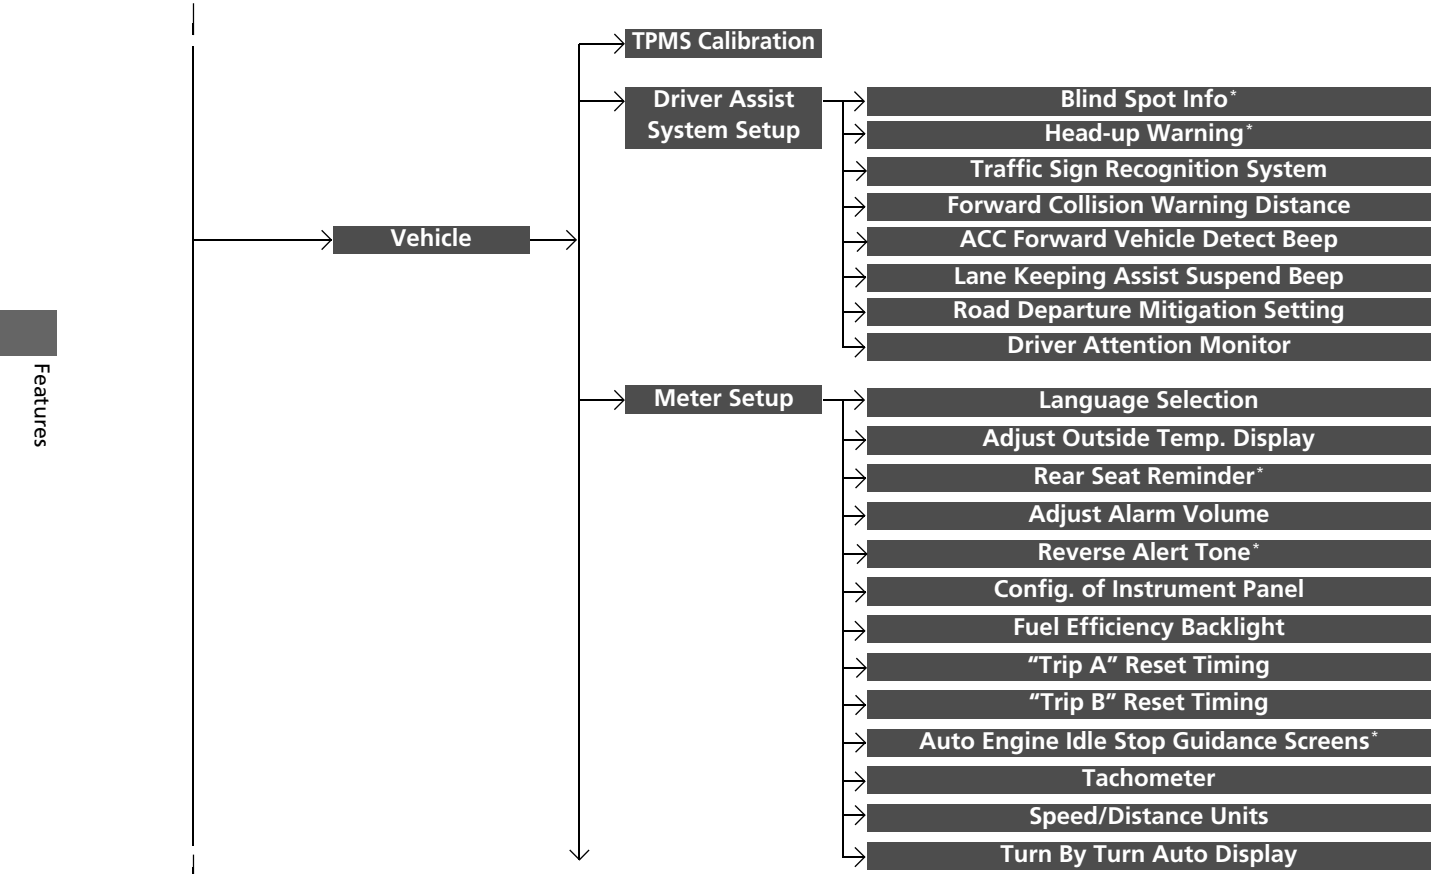 TPMS Calibration
Driver Assist
System Setup
Blind Spot Info*
Head-up Warning*
Traffic Sign Recognition System
Forward Collision Warning Distance
Vehicle
ACC Forward Vehicle Detect Beep
Lane Keeping Assist Suspend Beep
Road Departure Mitigation Setting
Driver Attention Monitor
Features
Meter Setup
Language Selection
Adjust Outside Temp. Display
Rear Seat Reminder*
Adjust Alarm Volume
Reverse Alert Tone*
Config. of Instrument Panel
Fuel Efficiency Backlight
“Trip A” Reset Timing
“Trip B” Reset Timing
Auto Engine Idle Stop Guidance Screens*
Tachometer
Speed/Distance Units
Turn By Turn Auto Display